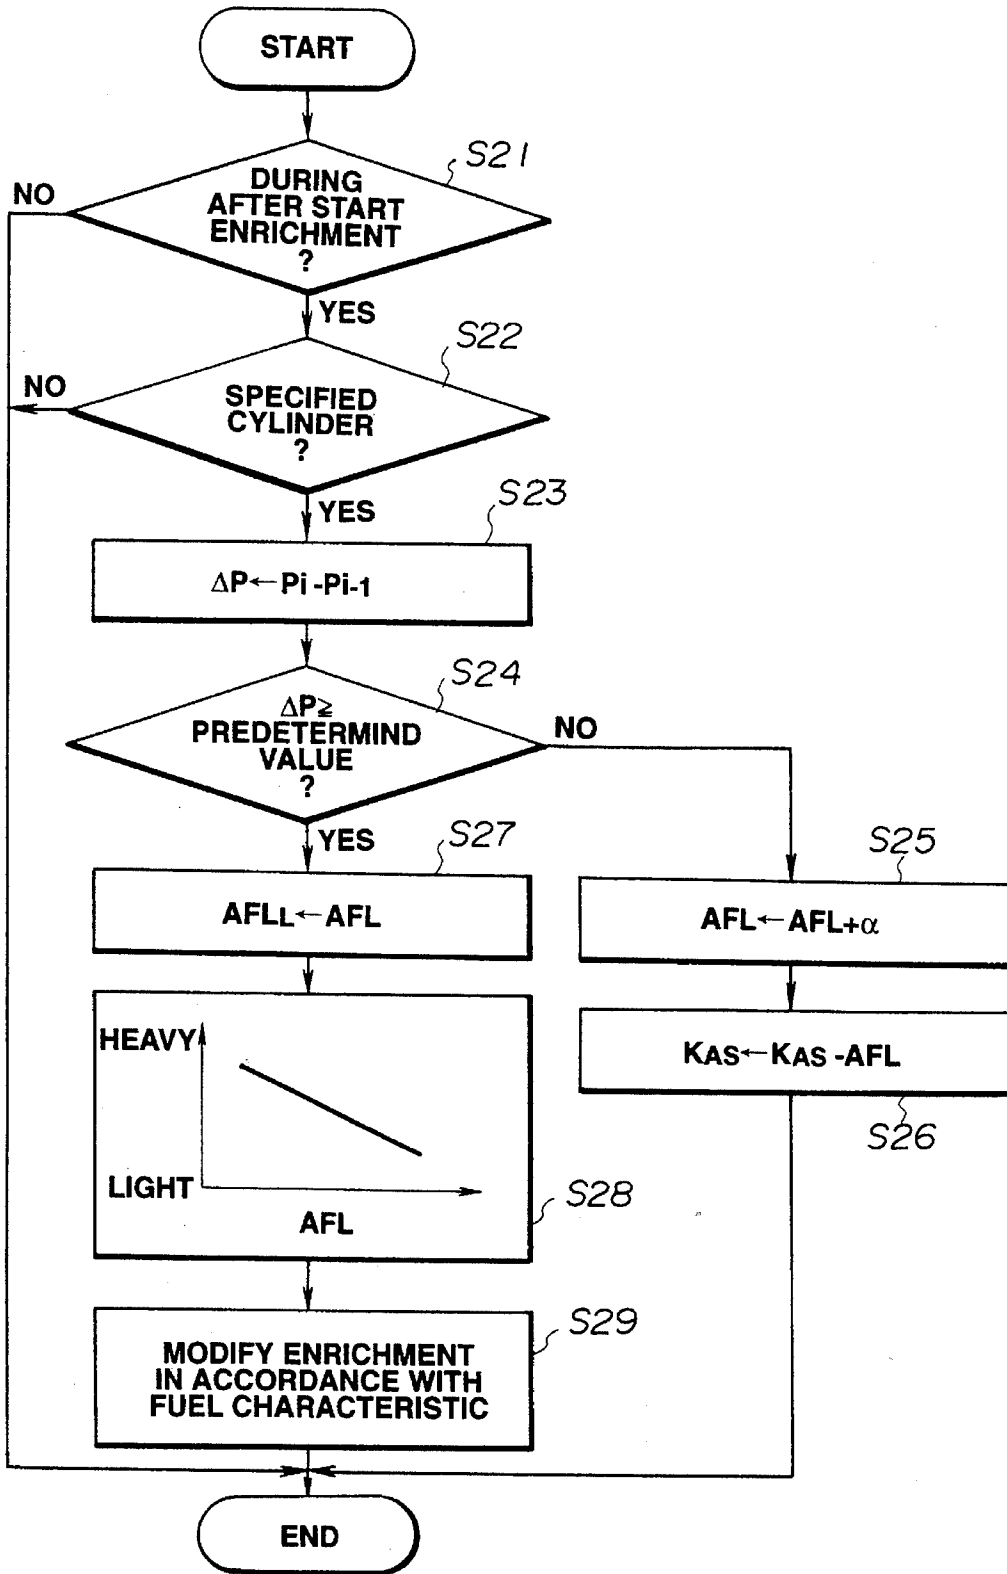 START
S21
NO
DURING
AFTER START
ENRICHMENT
?
YES
S22
NO
SPECIFIED
CYLINDER
?
YES
S23
ΔP←Pi-Pi-1
S24
ΔP≧
PREDETERMIND
VALUE
?
NO
YES
S27
AFLL←AFL
S25
AFL←AFL+α
KAS←KAS-AFL
S26
HEAVY
LIGHT
AFL
S28
S29
MODIFY ENRICHMENT
IN ACCORDANCE WITH
FUEL CHARACTERISTIC
END